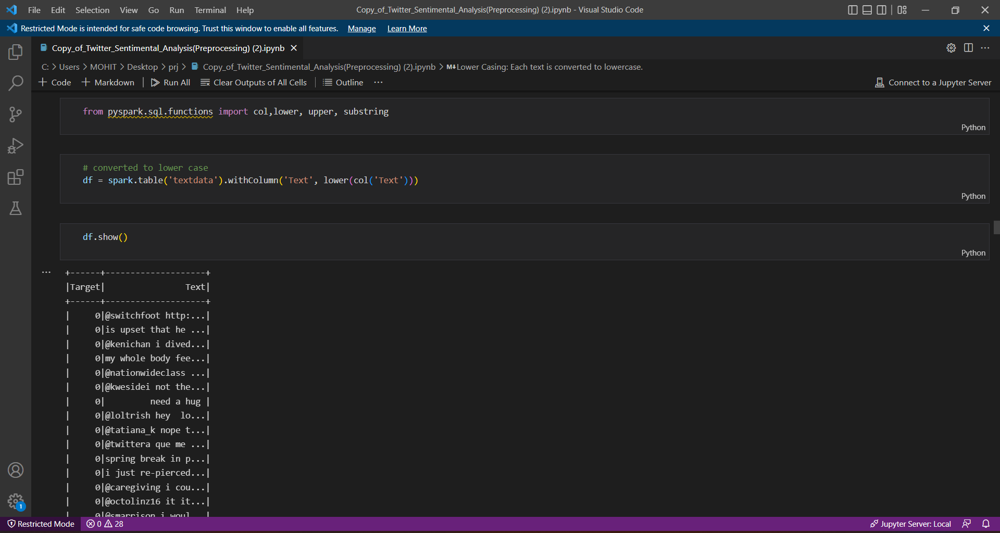 File Edit Selection View Go Run Terminal Help Copy_of_Twitter_Sentimental_Analysis(Preprocessing) (2).ipynb - Visual Studio Code
Restricted Mode is intended for safe code browsing. Trust this window to enable all features. Manage Learn More
Copy_of_Twitter_Sentimental_Analysis(Preprocessing) (2).ipynb
C: > Users > MOHIT > Desktop > prj > Copy_of_Twitter_Sentimental_Analysis(Preprocessing) (2).ipynb > M↓Lower Casing: Each text is converted to lowercase.
+ Code + Markdown | Run All Clear Outputs of All Cells | Outline ... Connect to a Jupyter Server
from pyspark.sql.functions import col,lower, upper, substring
Python
# converted to lower case
df = spark.table('textdata').withColumn('Text', lower(col('Text')))
Python
df.show()
Python
... +------+--------------------+
|Target|                Text|
+------+--------------------+
|     0|@switchfoot http:...|
|     0|is upset that he ...|
|     0|@kenichan i dived...|
|     0|my whole body fee...|
|     0|@nationwideclass ...|
|     0|@kwesidei not the...|
|     0|         need a hug |
|     0|@loltrish hey  lo...|
|     0|@tatiana_k nope t...|
|     0|@twittera que me ...|
|     0|spring break in p...|
|     0|i just re-pierced...|
|     0|@caregiving i cou...|
|     0|@octolinz16 it it...|
|     0|@smarrison i woul...|
1
Restricted Mode 0 28 Jupyter Server: Local